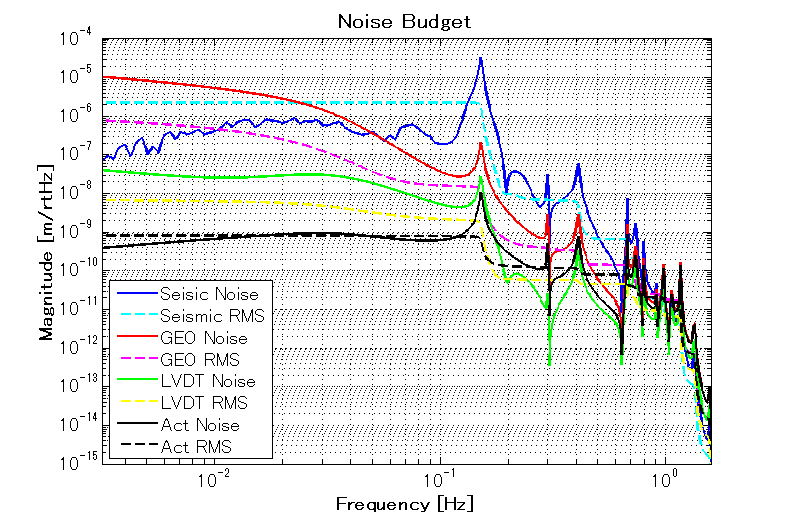 Noise Budget
10^-4
10^-5
10^-6
10^-7
10^-8
10^-9
10^-10
10^-11
10^-12
10^-13
10^-14
10^-15
Magnitude [m/rtHz]
Seisic Noise
Seismic RMS
GEO Noise
GEO RMS
LVDT Noise
LVDT RMS
Act Noise
Act RMS
10^-2 10^-1 10^0
Frequency [Hz]